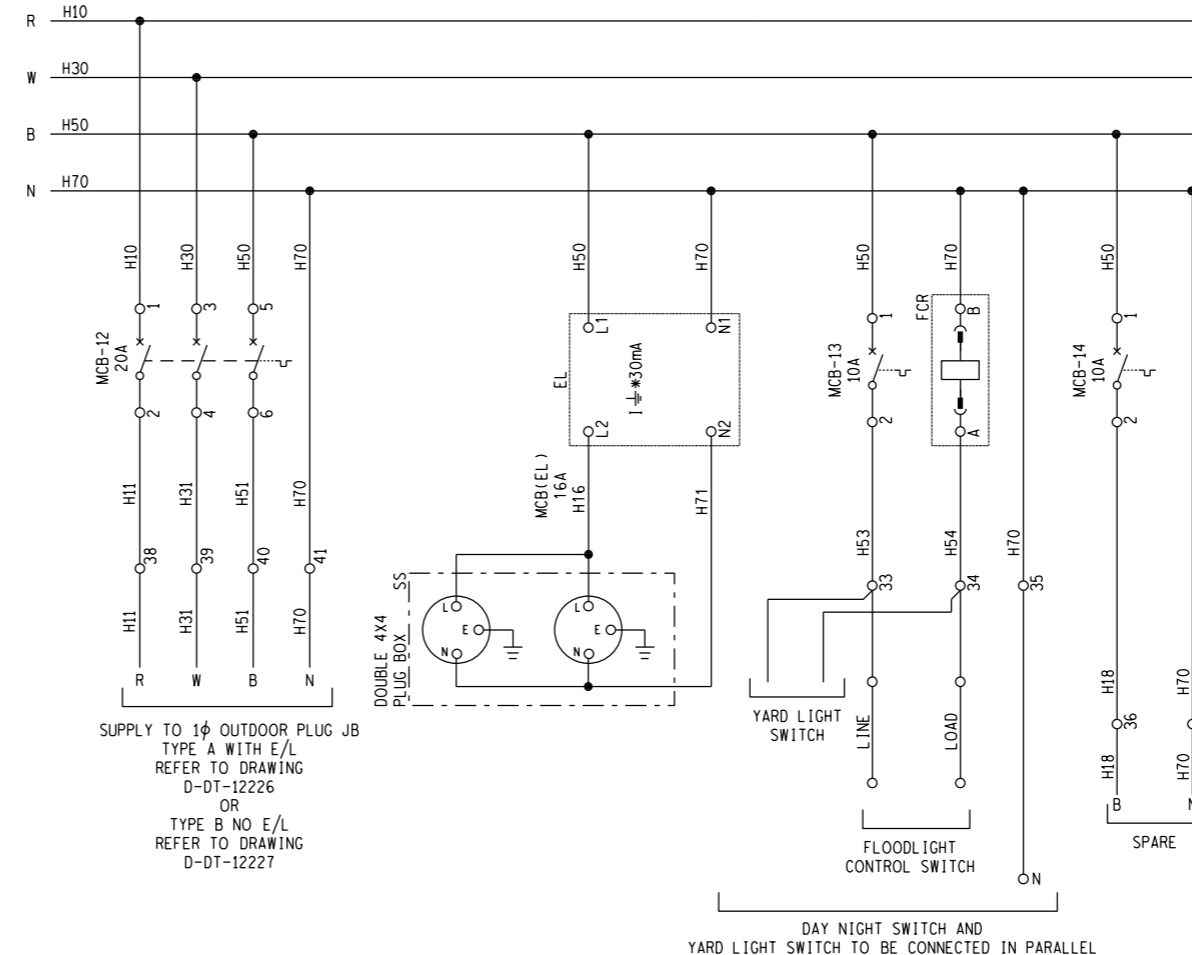 R H10
W H30
B H50
N H70
H10 H30 H50 H70
H50 H70
H50 H70
H50 H70
1 3 5
MCB-12
20A
2 4 6
H11 H31 H51 H70
38 39 40 41
H11 H31 H51 H70
R W B N
SUPPLY TO 1ϕ OUTDOOR PLUG JB
TYPE A WITH E/L
REFER TO DRAWING
D-DT-12226
OR
TYPE B NO E/L
REFER TO DRAWING
D-DT-12227
L1 N1
EL
I *30mA
L2 N2
MCB(EL)
16A
H16 H71
SS
DOUBLE 4X4
PLUG BOX
L L
E E
N N
1
MCB-13
10A
2
FCR
B
A
H53 H54 H70
33 34 35
YARD LIGHT
SWITCH
LINE LOAD
FLOODLIGHT
CONTROL SWITCH
N
DAY NIGHT SWITCH AND
YARD LIGHT SWITCH TO BE CONNECTED IN PARALLEL
1
MCB-14
10A
2
H18 H70
36
H18 H70
B N
SPARE